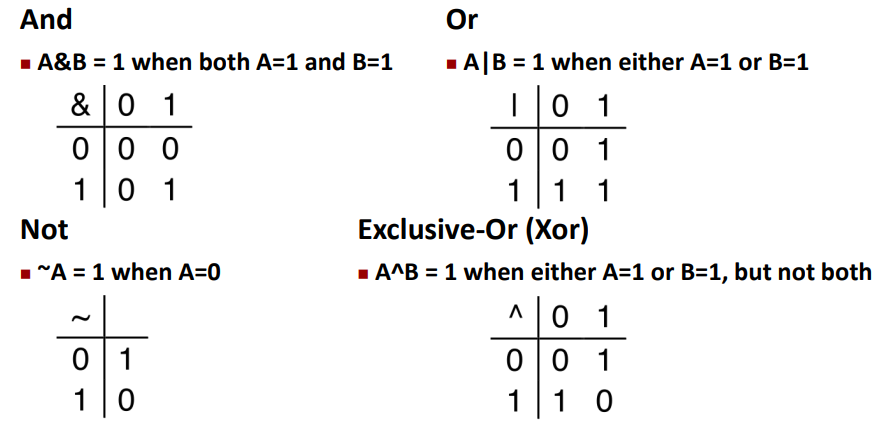 And
■ A&B = 1 when both A=1 and B=1
& 0 1
0 0 0
1 0 1
Or
■ A|B = 1 when either A=1 or B=1
| 0 1
0 0 1
1 1 1
Not
■ ~A = 1 when A=0
~
0 1
1 0
Exclusive-Or (Xor)
■ A^B = 1 when either A=1 or B=1, but not both
^ 0 1
0 0 1
1 1 0